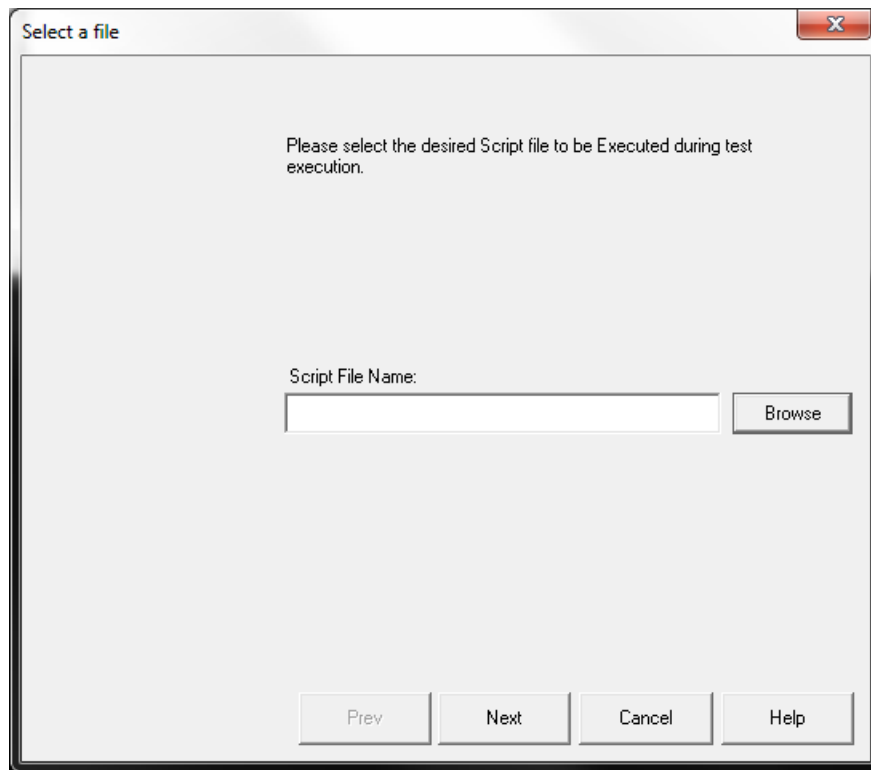 Select a file
Please select the desired Script file to be Executed during test
execution.
Script File Name:
Browse
Prev
Next
Cancel
Help